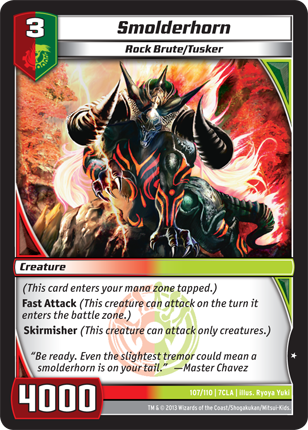 3
Smolderhorn
Rock Brute/Tusker
Creature
(This card enters your mana zone tapped.)
Fast Attack (This creature can attack on the turn it
enters the battle zone.)
Skirmisher (This creature can attack only creatures.)
"Be ready. Even the slightest tremor could mean a
smolderhorn is on your tail." —Master Chavez
4000
107/110 | 7CLA | Illus. Ryoya Yuki
TM & © 2013 Wizards of the Coast/Shogakukan/Mitsui-Kids.